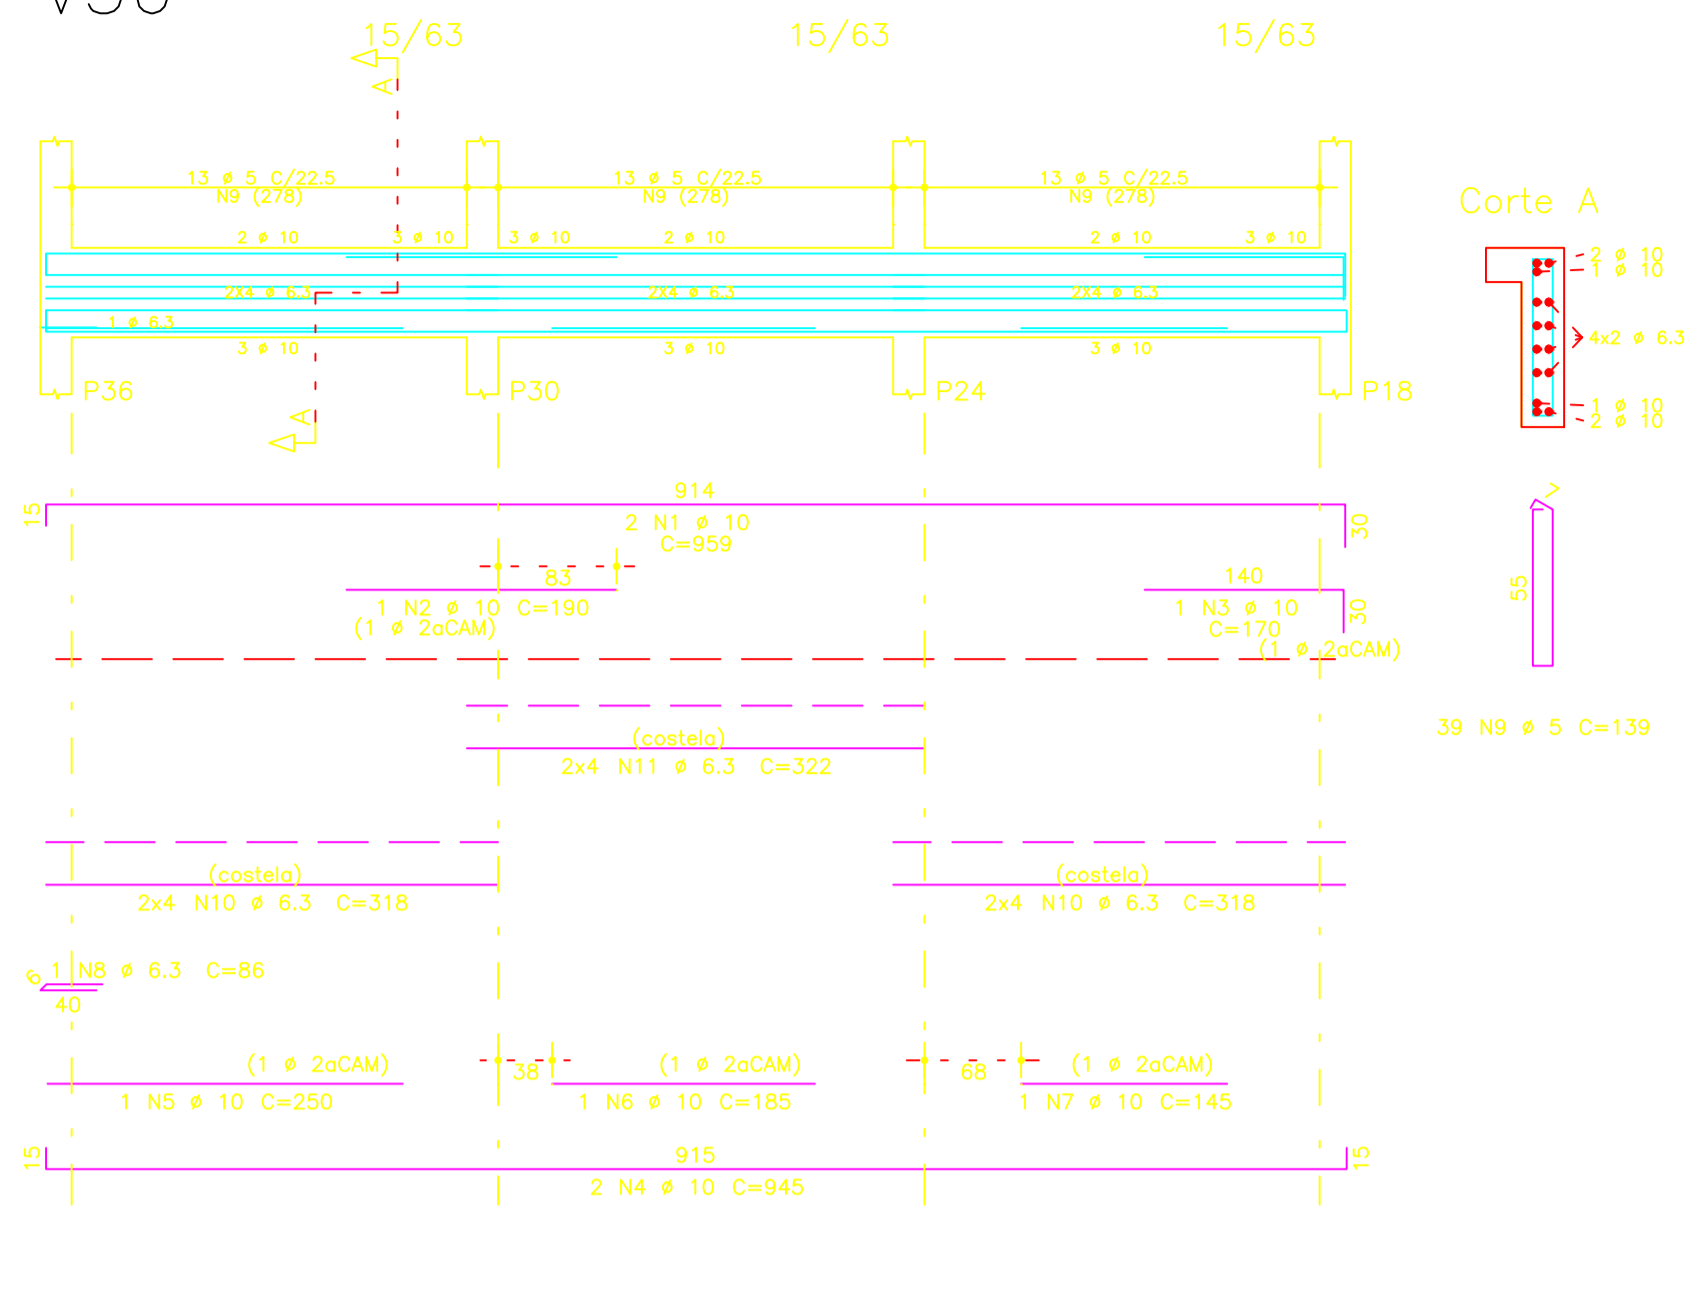 15/63 15/63 15/63
A
13 ø 5 C/22.5 13 ø 5 C/22.5 13 ø 5 C/22.5
N9 (278) N9 (278) N9 (278)
Corte A
2 ø 10 3 ø 10 3 ø 10 2 ø 10 2 ø 10 3 ø 10
2 ø 10
1 ø 10
2x4 ø 6.3 2x4 ø 6.3 2x4 ø 6.3
1 ø 6.3
4x2 ø 6.3
3 ø 10 3 ø 10 3 ø 10
P36 P30 P24 P18
1 ø 10
2 ø 10
A
914
15 30
2 N1 ø 10
C=959
7
55
83 140
1 N2 ø 10 C=190 1 N3 ø 10 30
(1 ø 2aCAM) C=170
(1 ø 2aCAM)
39 N9 ø 5 C=139
(costela)
2x4 N11 ø 6.3 C=322
(costela) (costela)
2x4 N10 ø 6.3 C=318 2x4 N10 ø 6.3 C=318
6 1 N8 ø 6.3 C=86
40
(1 ø 2aCAM) 38 (1 ø 2aCAM) 68 (1 ø 2aCAM)
1 N5 ø 10 C=250 1 N6 ø 10 C=185 1 N7 ø 10 C=145
15 915 15
2 N4 ø 10 C=945